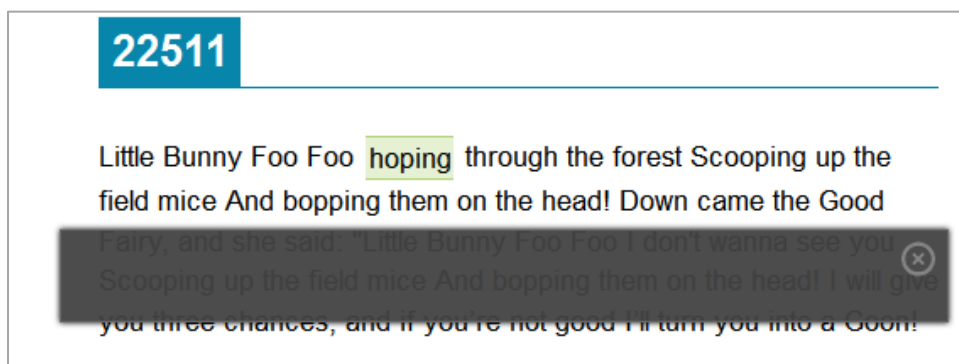 22511
Little Bunny Foo Foo hoping through the forest Scooping up the
field mice And bopping them on the head! Down came the Good
Fairy, and she said: "Little Bunny Foo Foo I don't wanna see you
Scooping up the field mice And bopping them on the head! I will give
you three chances, and if you're not good I'll turn you into a Goon!